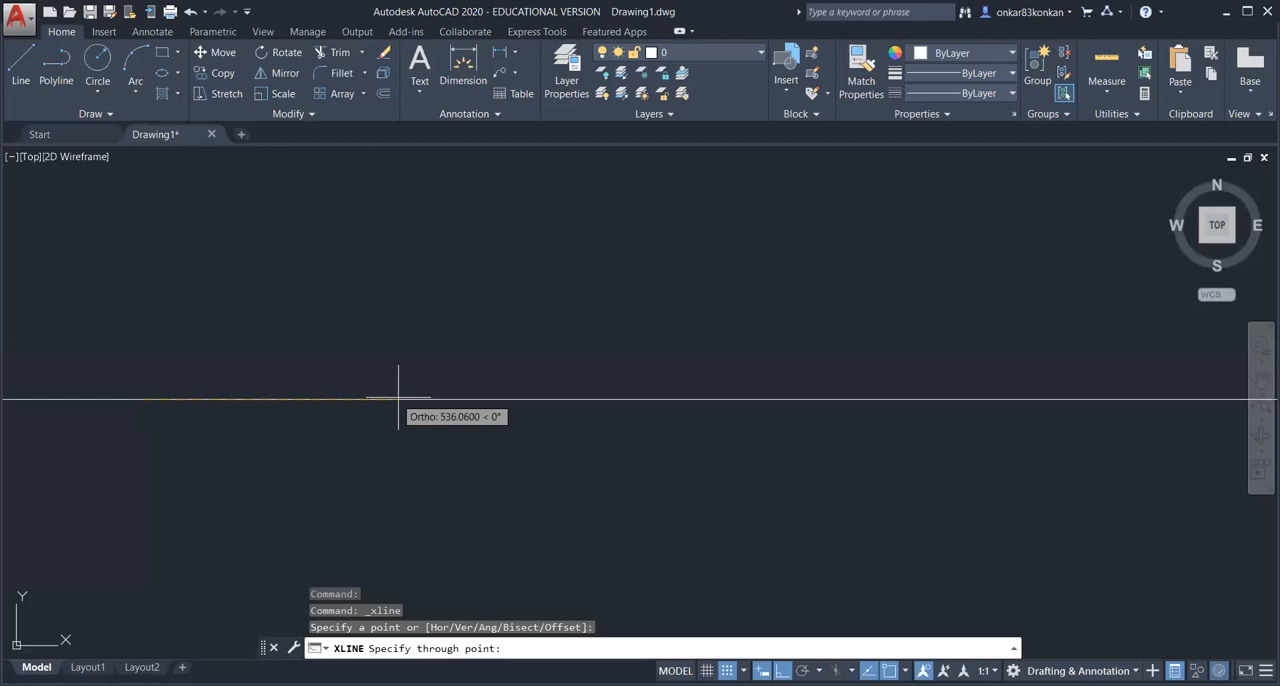 Autodesk AutoCAD 2020 - EDUCATIONAL VERSION Drawing1.dwg
Type a keyword or phrase
onkar83konkan
Home Insert Annotate Parametric View Manage Output Add-ins Collaborate Express Tools Featured Apps
Line Polyline Circle Arc
Move Rotate Trim
Copy Mirror Fillet
Stretch Scale Array
Text Dimension
Table
Layer
Properties
0
Insert
Match
Properties
ByLayer
ByLayer
ByLayer
Group
Measure
Paste
Base
Draw Modify Annotation Layers Block Properties Groups Utilities Clipboard View
Start Drawing1*
[−][Top][2D Wireframe]
N
W TOP E
S
WCS
Ortho: 536.0600 < 0°
Y
X
Command:
Command: _xline
Specify a point or [Hor/Ver/Ang/Bisect/Offset]:
XLINE Specify through point:
Model Layout1 Layout2
MODEL 1:1 Drafting & Annotation